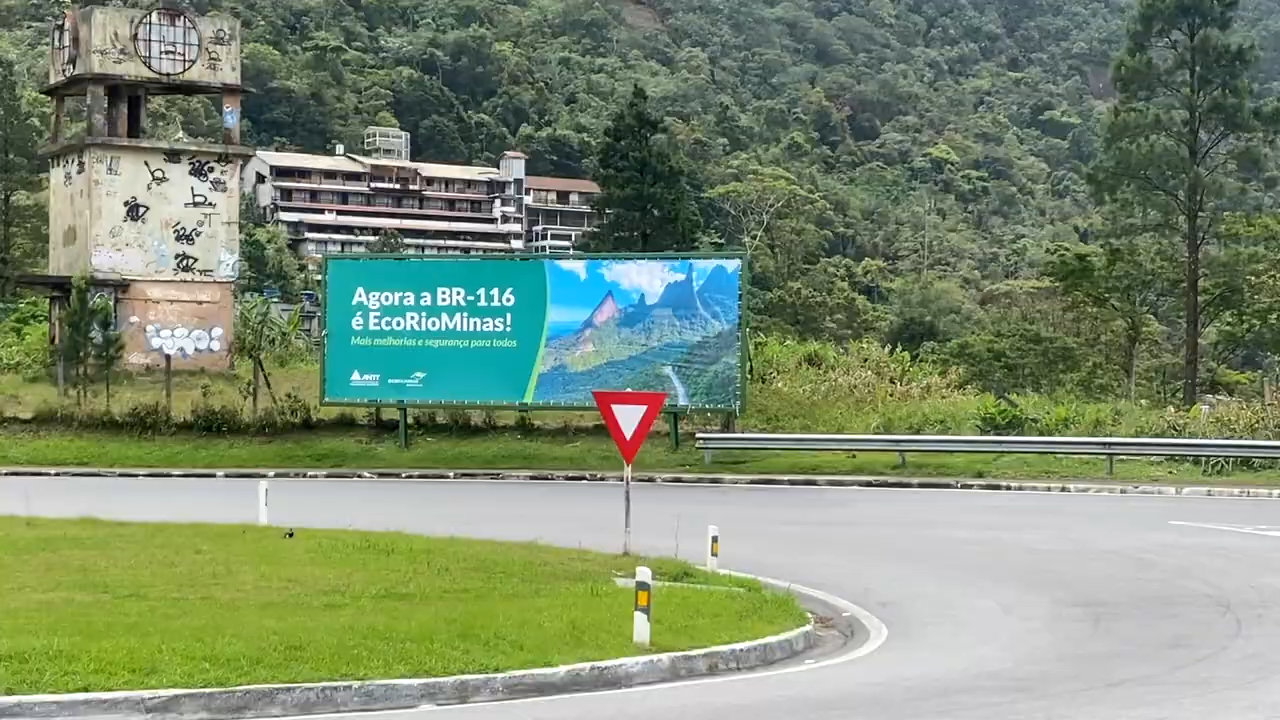 Agora a BR-116
é EcoRioMinas!
Mais melhorias e segurança para todos
ANTT